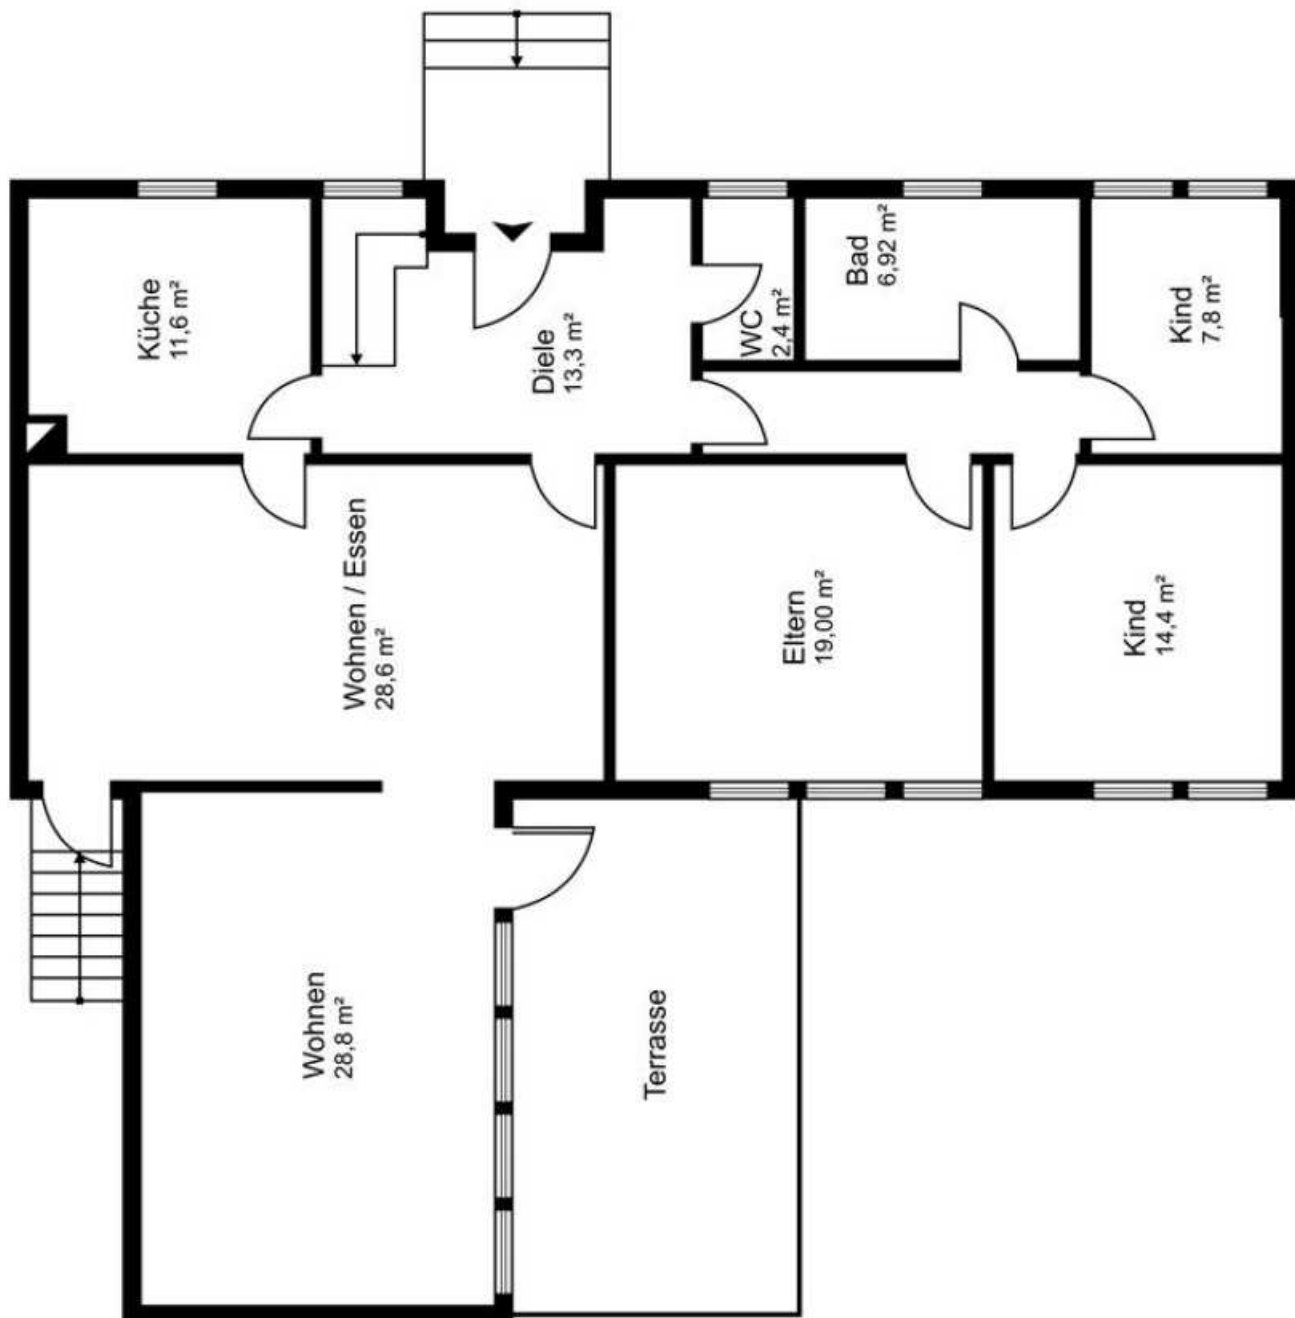 Küche
11,6 m²
Diele
13,3 m²
WC
2,4 m²
Bad
6,92 m²
Kind
7,8 m²
Wohnen / Essen
28,6 m²
Eltern
19,00 m²
Kind
14,4 m²
Wohnen
28,8 m²
Terrasse